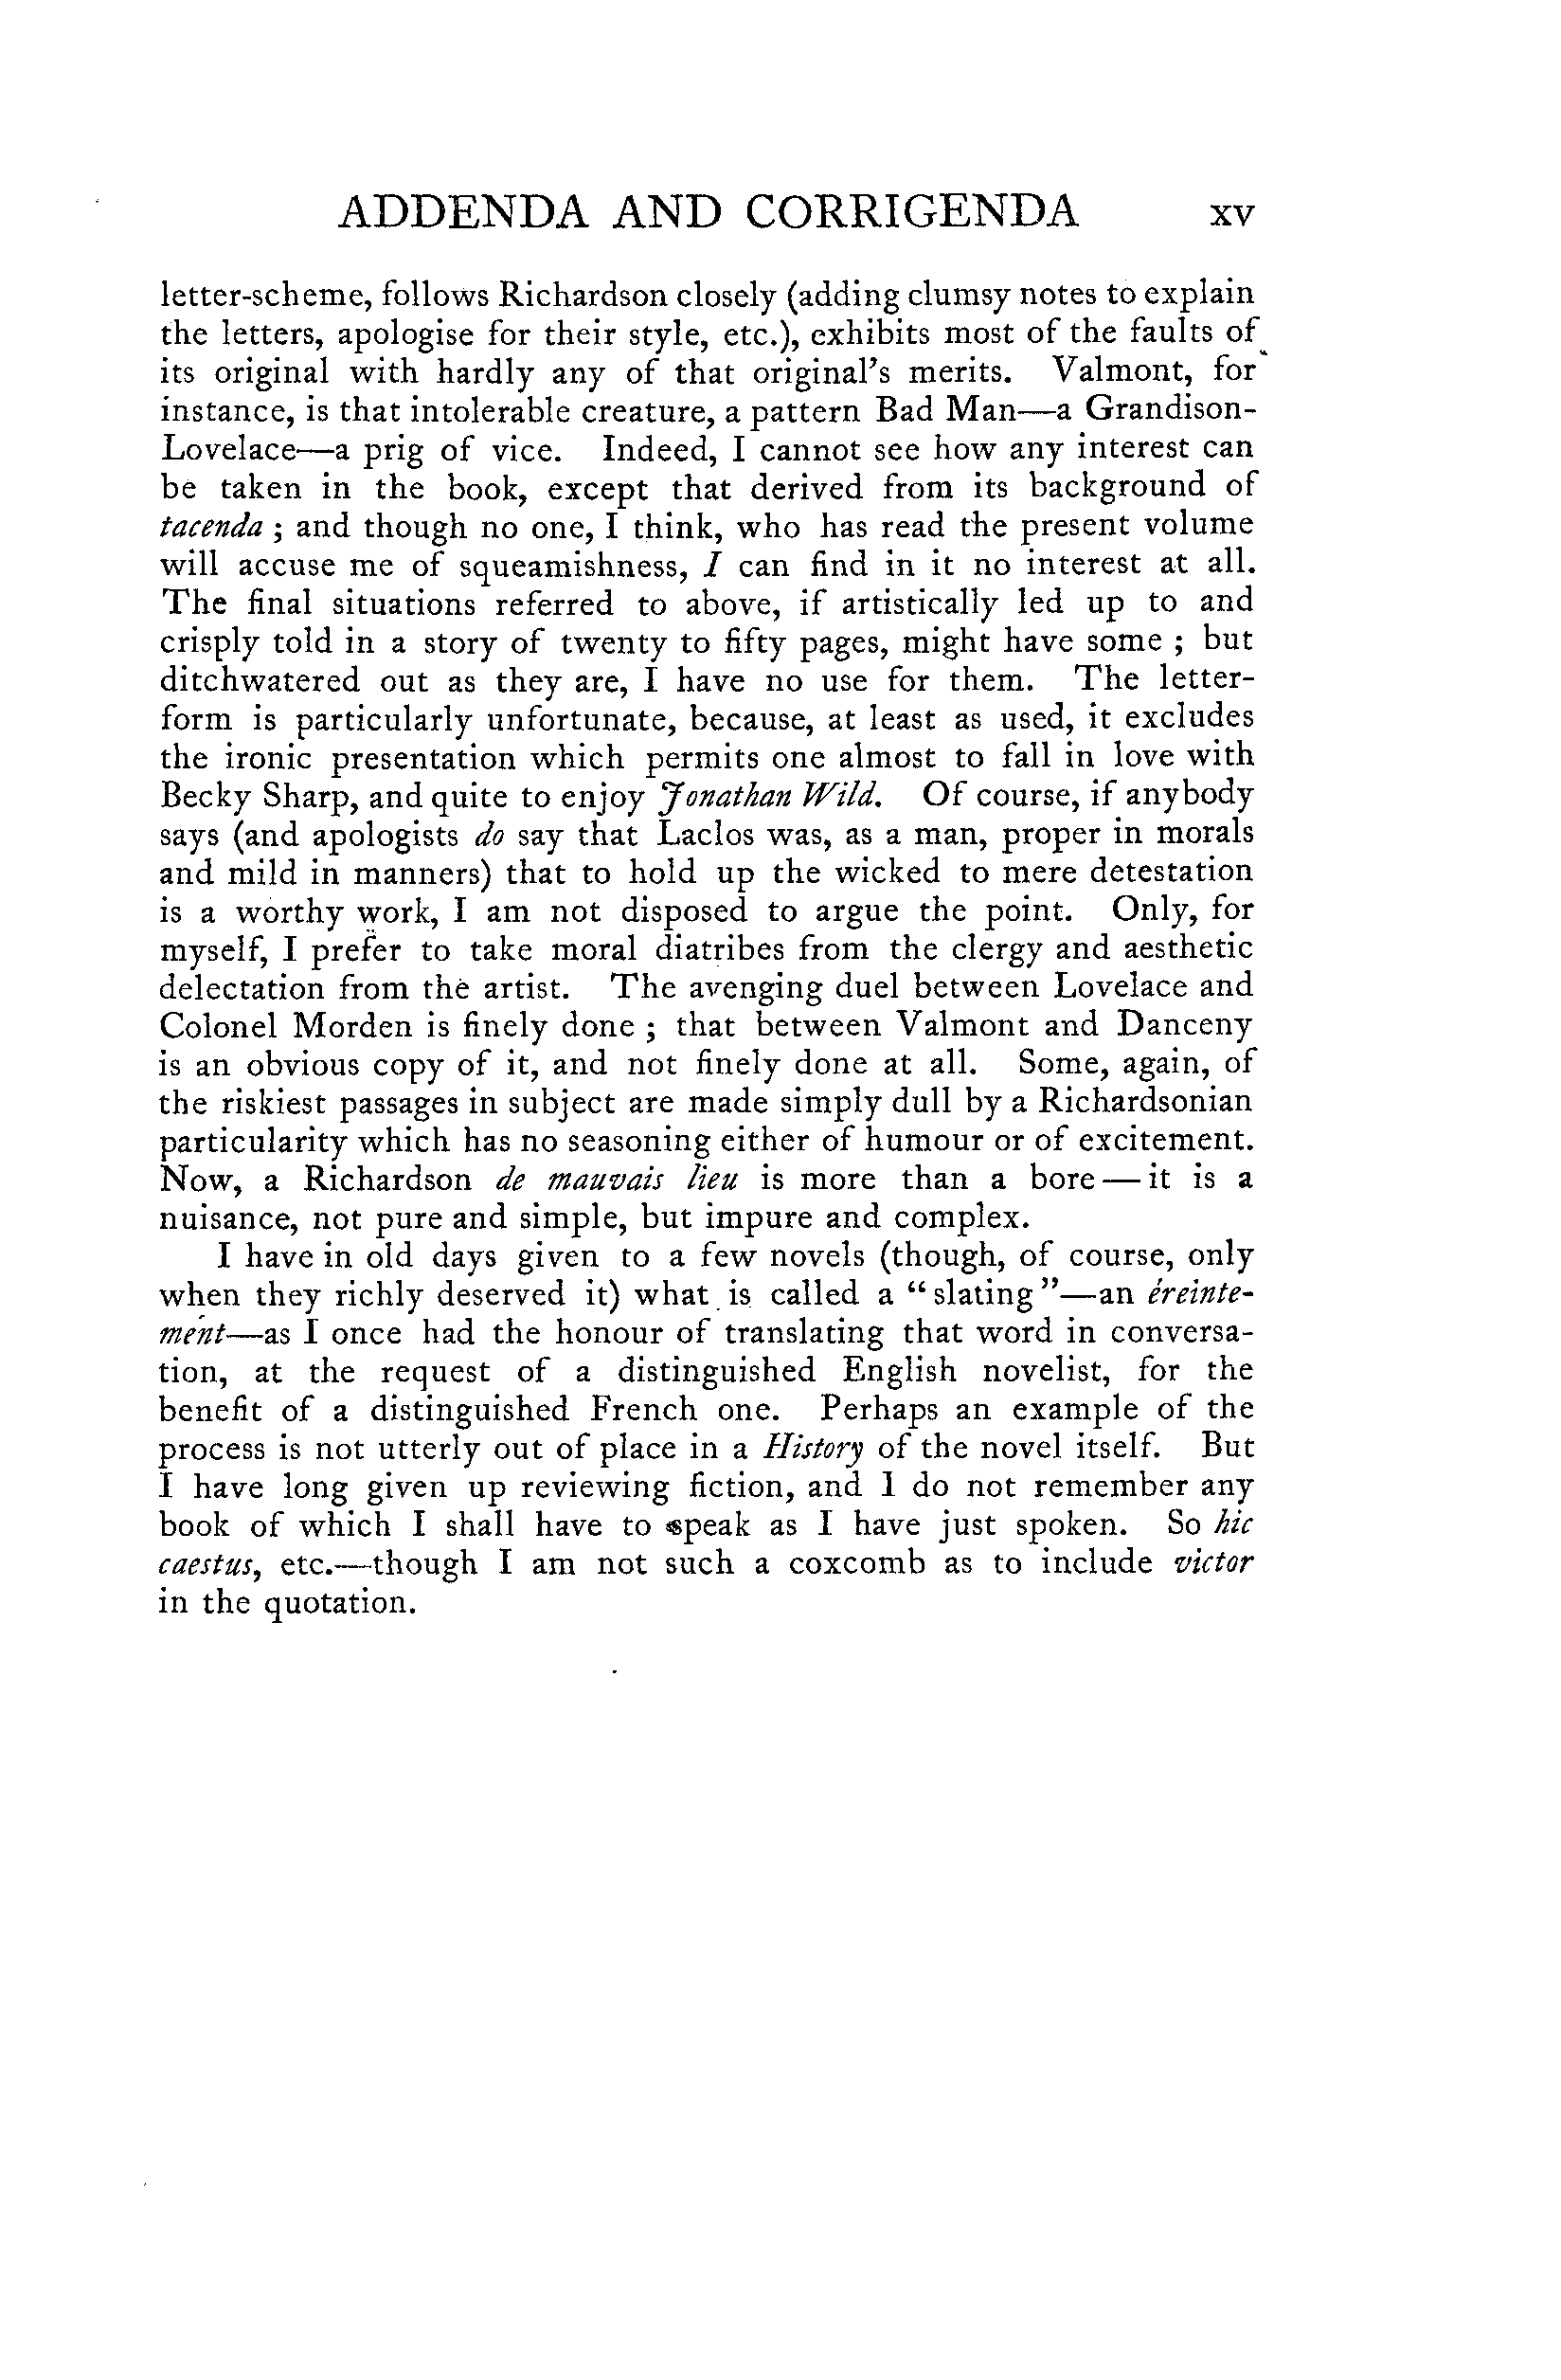 ADDENDA AND CORRIGENDA xv
letter-scheme, follows Richardson closely (adding clumsy notes to explain
the letters, apologise for their style, etc.), exhibits most of the faults of
its original with hardly any of that original's merits. Valmont, for
instance, is that intolerable creature, a pattern Bad Man—a Grandison-
Lovelace—a prig of vice. Indeed, I cannot see how any interest can
be taken in the book, except that derived from its background of
tacenda ; and though no one, I think, who has read the present volume
will accuse me of squeamishness, I can find in it no interest at all.
The final situations referred to above, if artistically led up to and
crisply told in a story of twenty to fifty pages, might have some ; but
ditchwatered out as they are, I have no use for them. The letter-
form is particularly unfortunate, because, at least as used, it excludes
the ironic presentation which permits one almost to fall in love with
Becky Sharp, and quite to enjoy Jonathan Wild. Of course, if anybody
says (and apologists do say that Laclos was, as a man, proper in morals
and mild in manners) that to hold up the wicked to mere detestation
is a worthy work, I am not disposed to argue the point. Only, for
myself, I prefer to take moral diatribes from the clergy and aesthetic
delectation from the artist. The avenging duel between Lovelace and
Colonel Morden is finely done ; that between Valmont and Danceny
is an obvious copy of it, and not finely done at all. Some, again, of
the riskiest passages in subject are made simply dull by a Richardsonian
particularity which has no seasoning either of humour or of excitement.
Now, a Richardson de mauvais lieu is more than a bore—it is a
nuisance, not pure and simple, but impure and complex.
I have in old days given to a few novels (though, of course, only
when they richly deserved it) what is called a "slating"—an éreinte-
ment—as I once had the honour of translating that word in conversa-
tion, at the request of a distinguished English novelist, for the
benefit of a distinguished French one. Perhaps an example of the
process is not utterly out of place in a History of the novel itself. But
I have long given up reviewing fiction, and I do not remember any
book of which I shall have to speak as I have just spoken. So hic
caestus, etc.—though I am not such a coxcomb as to include victor
in the quotation.